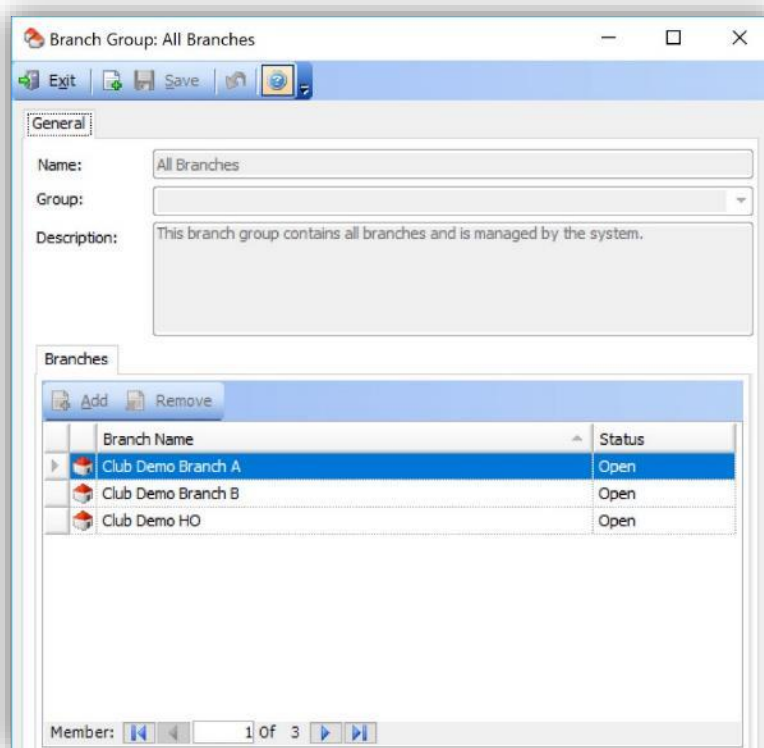 Branch Group: All Branches
Exit Save
General
Name: All Branches
Group:
Description: This branch group contains all branches and is managed by the system.
Branches
Add Remove
Branch Name Status
Club Demo Branch A Open
Club Demo Branch B Open
Club Demo HO Open
Member: 1 Of 3